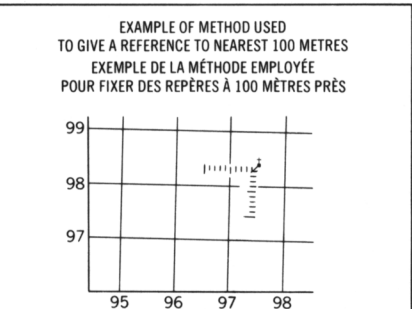 EXAMPLE OF METHOD USED
TO GIVE A REFERENCE TO NEAREST 100 METRES
EXEMPLE DE LA MÉTHODE EMPLOYÉE
POUR FIXER DES REPÈRES À 100 MÈTRES PRÈS
99
98
97
95 96 97 98